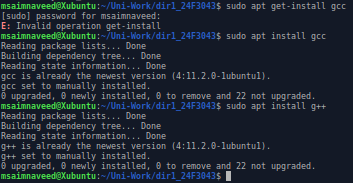 msaimnaveed@Xubuntu:~/Uni-Work/dir1_24F3043$ sudo apt get-install gcc
[sudo] password for msaimnaveed:
E: Invalid operation get-install
msaimnaveed@Xubuntu:~/Uni-Work/dir1_24F3043$ sudo apt install gcc
Reading package lists... Done
Building dependency tree... Done
Reading state information... Done
gcc is already the newest version (4:11.2.0-1ubuntu1).
gcc set to manually installed.
0 upgraded, 0 newly installed, 0 to remove and 22 not upgraded.
msaimnaveed@Xubuntu:~/Uni-Work/dir1_24F3043$ sudo apt install g++
Reading package lists... Done
Building dependency tree... Done
Reading state information... Done
g++ is already the newest version (4:11.2.0-1ubuntu1).
g++ set to manually installed.
0 upgraded, 0 newly installed, 0 to remove and 22 not upgraded.
msaimnaveed@Xubuntu:~/Uni-Work/dir1_24F3043$